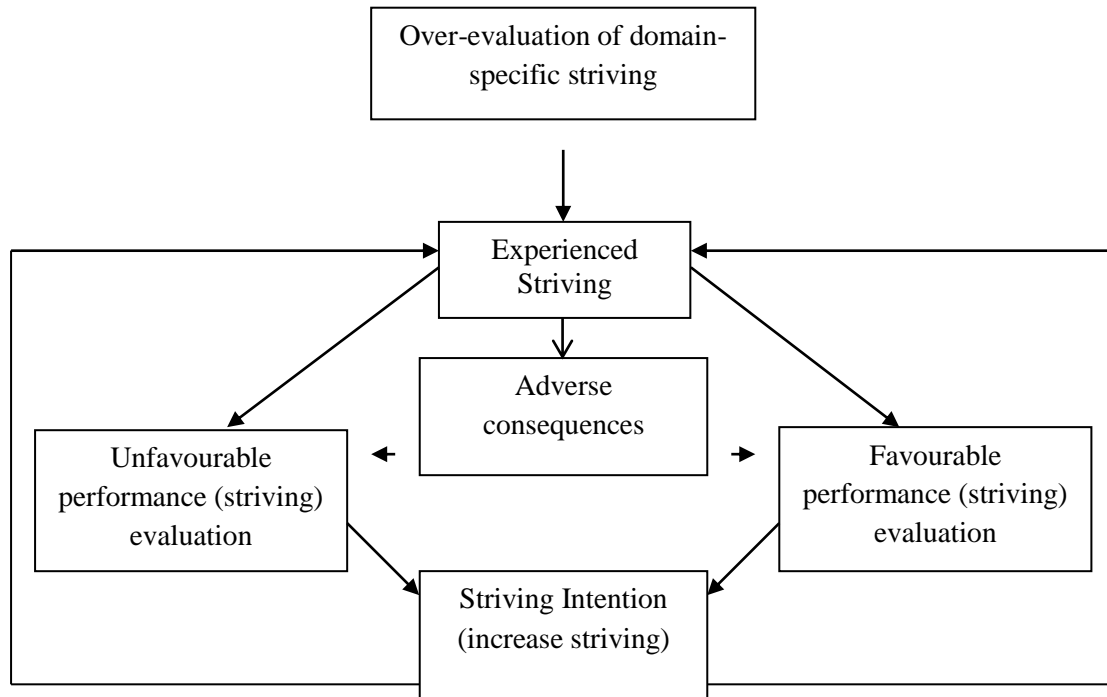 Over-evaluation of domain-
specific striving
Experienced
Striving
Adverse
consequences
Unfavourable
performance (striving)
evaluation
Favourable
performance (striving)
evaluation
Striving Intention
(increase striving)